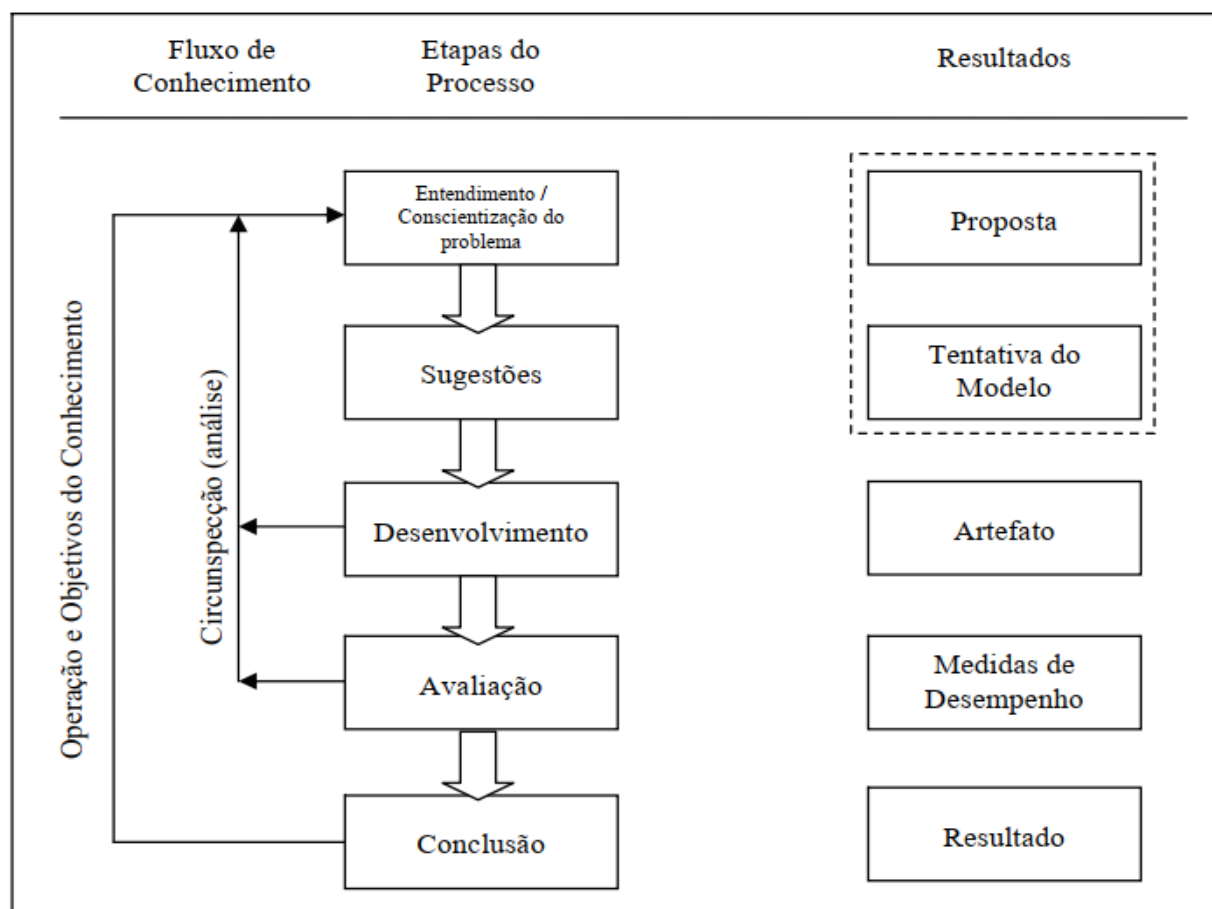 Fluxo de
Conhecimento
Etapas do
Processo
Resultados
Entendimento /
Conscientização do
problema
Proposta
Sugestões
Tentativa do
Modelo
Desenvolvimento
Artefato
Avaliação
Medidas de
Desempenho
Conclusão
Resultado
Circunspecção (análise)
Operação e Objetivos do Conhecimento